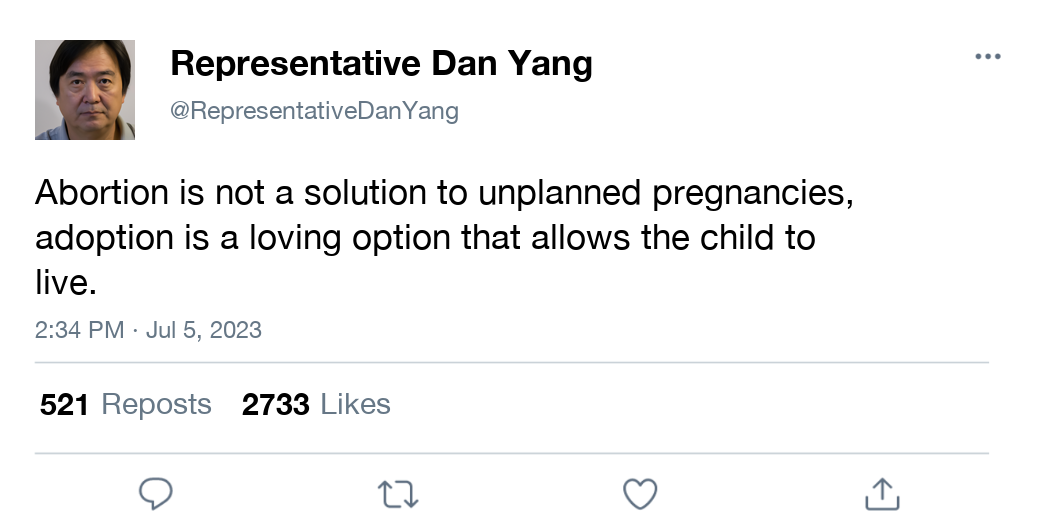 Representative Dan Yang
@RepresentativeDanYang
Abortion is not a solution to unplanned pregnancies,
adoption is a loving option that allows the child to
live.
2:34 PM · Jul 5, 2023
521 Reposts 2733 Likes